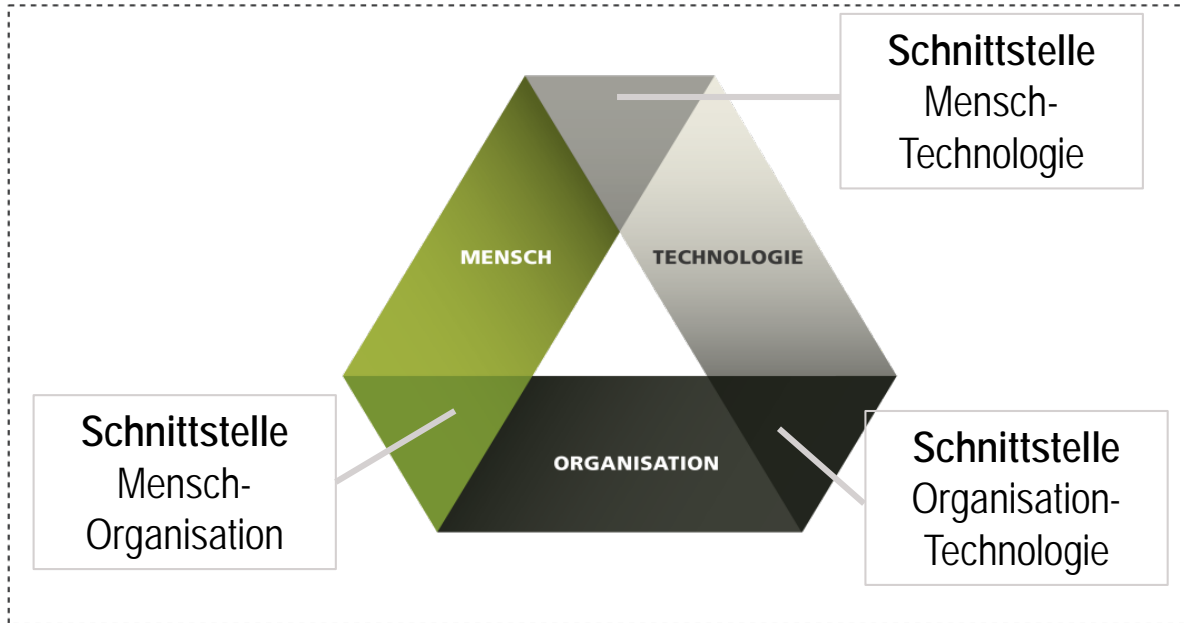 Schnittstelle
Mensch-
Technologie
MENSCH
TECHNOLOGIE
Schnittstelle
Mensch-
Organisation
ORGANISATION
Schnittstelle
Organisation-
Technologie